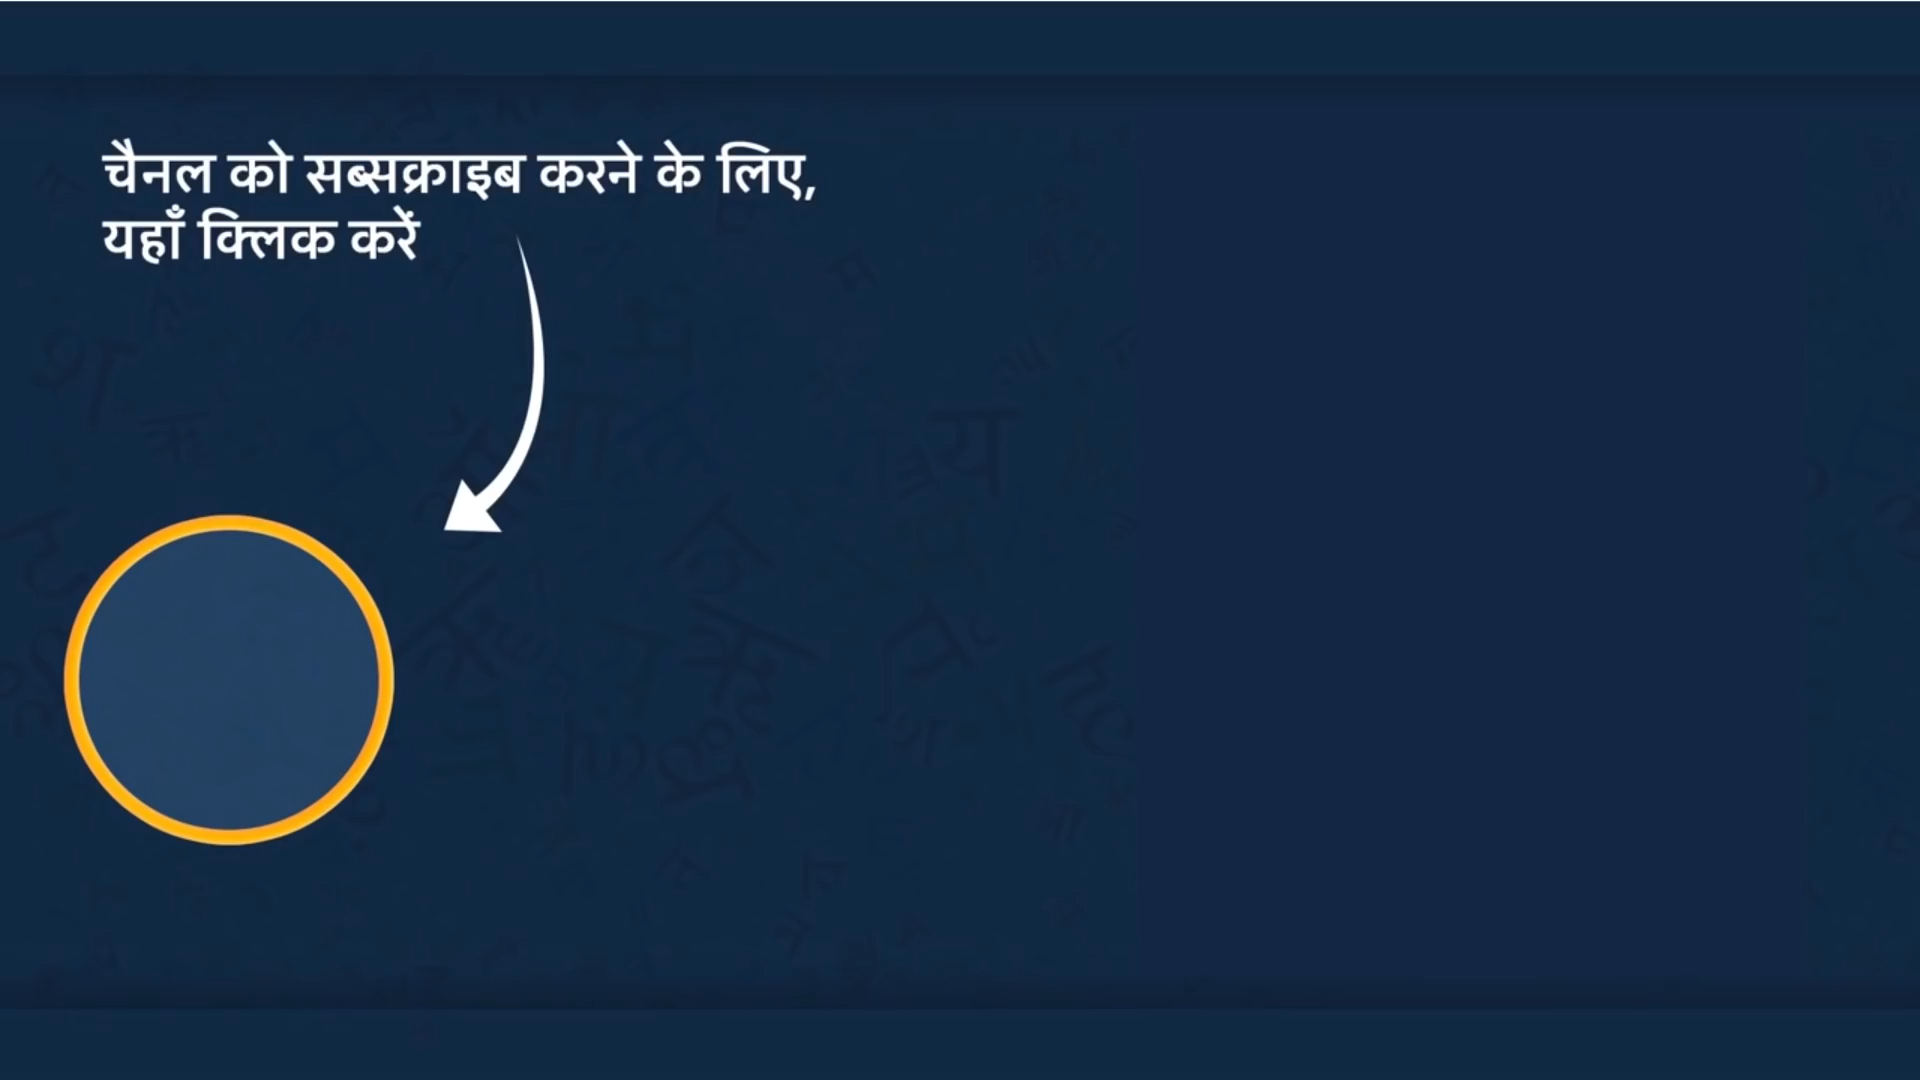 चैनल को सब्सक्राइब करने के लिए,
यहाँ क्लिक करें